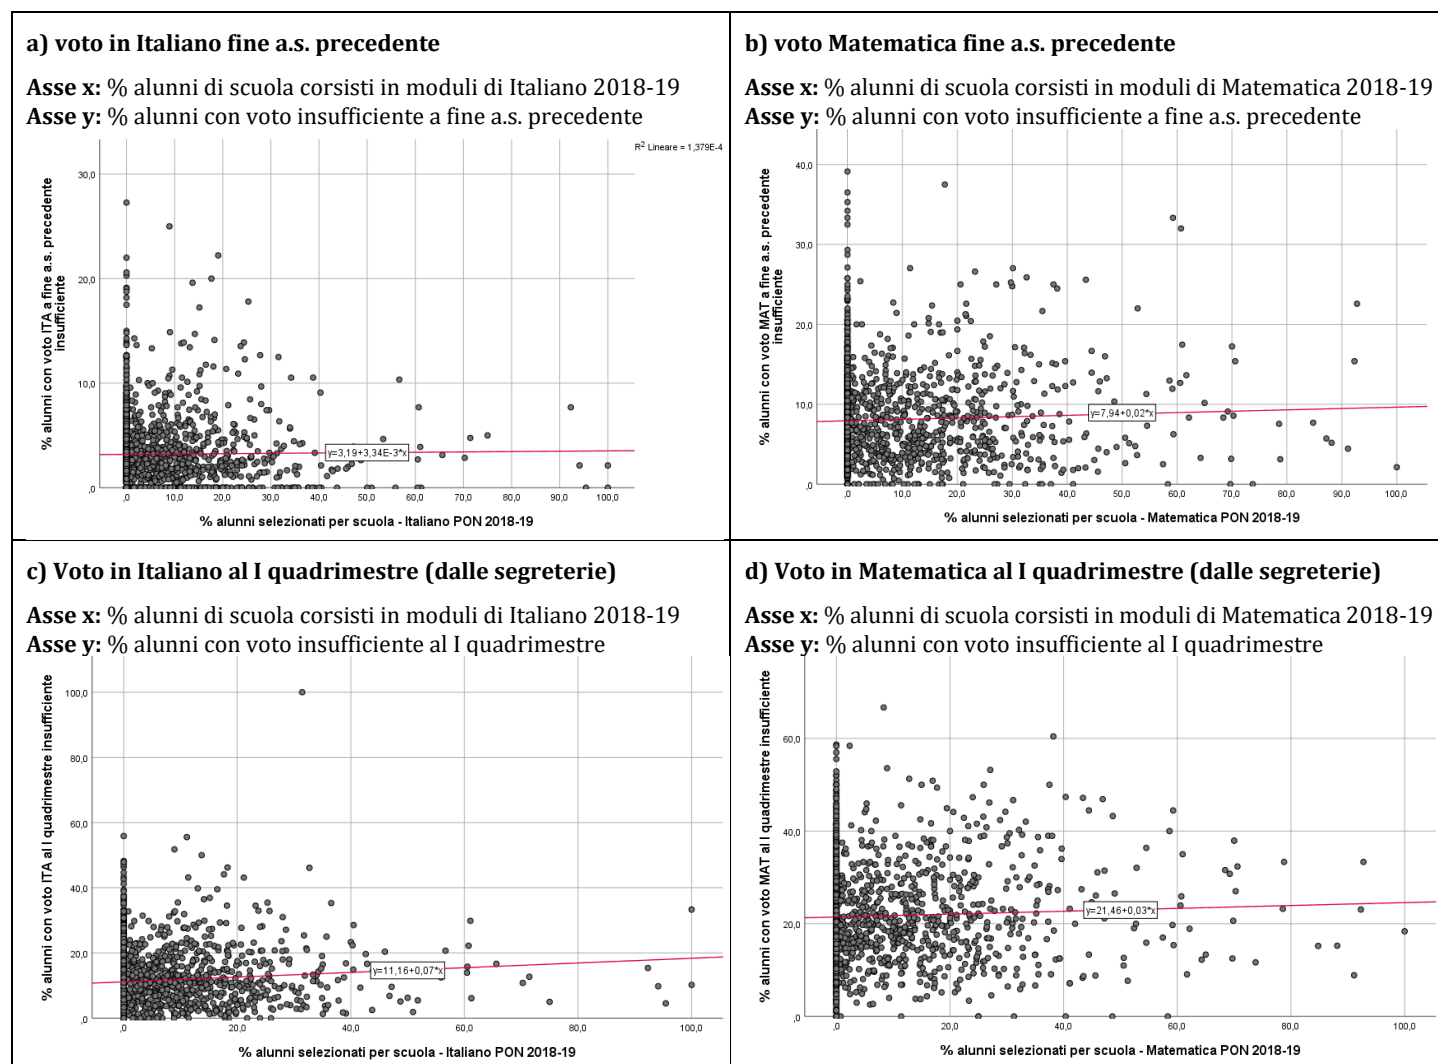 a) voto in Italiano fine a.s. precedente
Asse x: % alunni di scuola corsisti in moduli di Italiano 2018-19
Asse y: % alunni con voto insufficiente a fine a.s. precedente
R² Lineare = 1,379E-4
% alunni con voto ITA a fine a.s. precedente
insufficiente
30,0
20,0
10,0
,0
y=3,19+3,34E-3*x
,0 10,0 20,0 30,0 40,0 50,0 60,0 70,0 80,0 90,0 100,0
% alunni selezionati per scuola - Italiano PON 2018-19
b) voto Matematica fine a.s. precedente
Asse x: % alunni di scuola corsisti in moduli di Matematica 2018-19
Asse y: % alunni con voto insufficiente a fine a.s. precedente
% alunni con voto MAT a fine a.s. precedente
insufficiente
40,0
30,0
20,0
10,0
,0
y=7,94+0,02*x
,0 10,0 20,0 30,0 40,0 50,0 60,0 70,0 80,0 90,0 100,0
% alunni selezionati per scuola - Matematica PON 2018-19
c) Voto in Italiano al I quadrimestre (dalle segreterie)
Asse x: % alunni di scuola corsisti in moduli di Italiano 2018-19
Asse y: % alunni con voto insufficiente al I quadrimestre
% alunni con voto ITA al I quadrimestre insufficiente
100,0
80,0
60,0
40,0
20,0
,0
y=11,16+0,07*x
,0 20,0 40,0 60,0 80,0 100,0
% alunni selezionati per scuola - Italiano PON 2018-19
d) Voto in Matematica al I quadrimestre (dalle segreterie)
Asse x: % alunni di scuola corsisti in moduli di Matematica 2018-19
Asse y: % alunni con voto insufficiente al I quadrimestre
% alunni con voto MAT al I quadrimestre insufficiente
60,0
40,0
20,0
,0
y=21,46+0,03*x
,0 20,0 40,0 60,0 80,0 100,0
% alunni selezionati per scuola - Matematica PON 2018-19